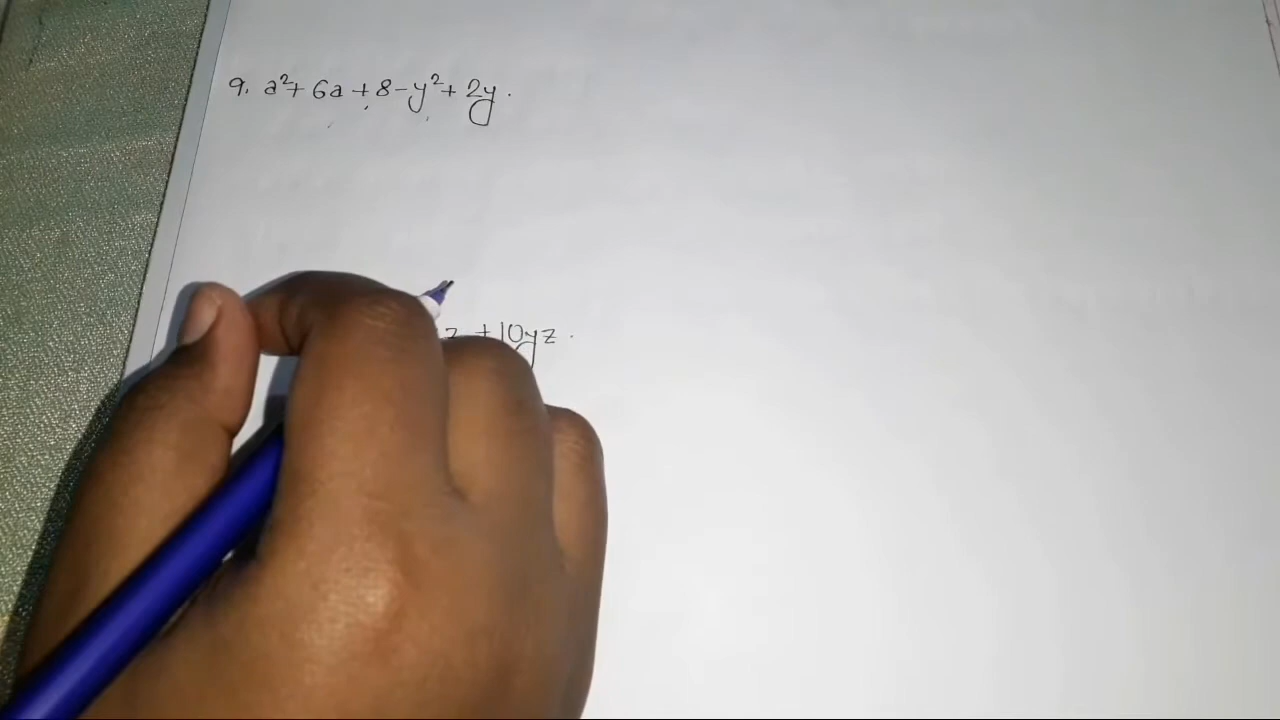 9. a²+ 6a + 8 - y² + 2y.
z + 10yz.